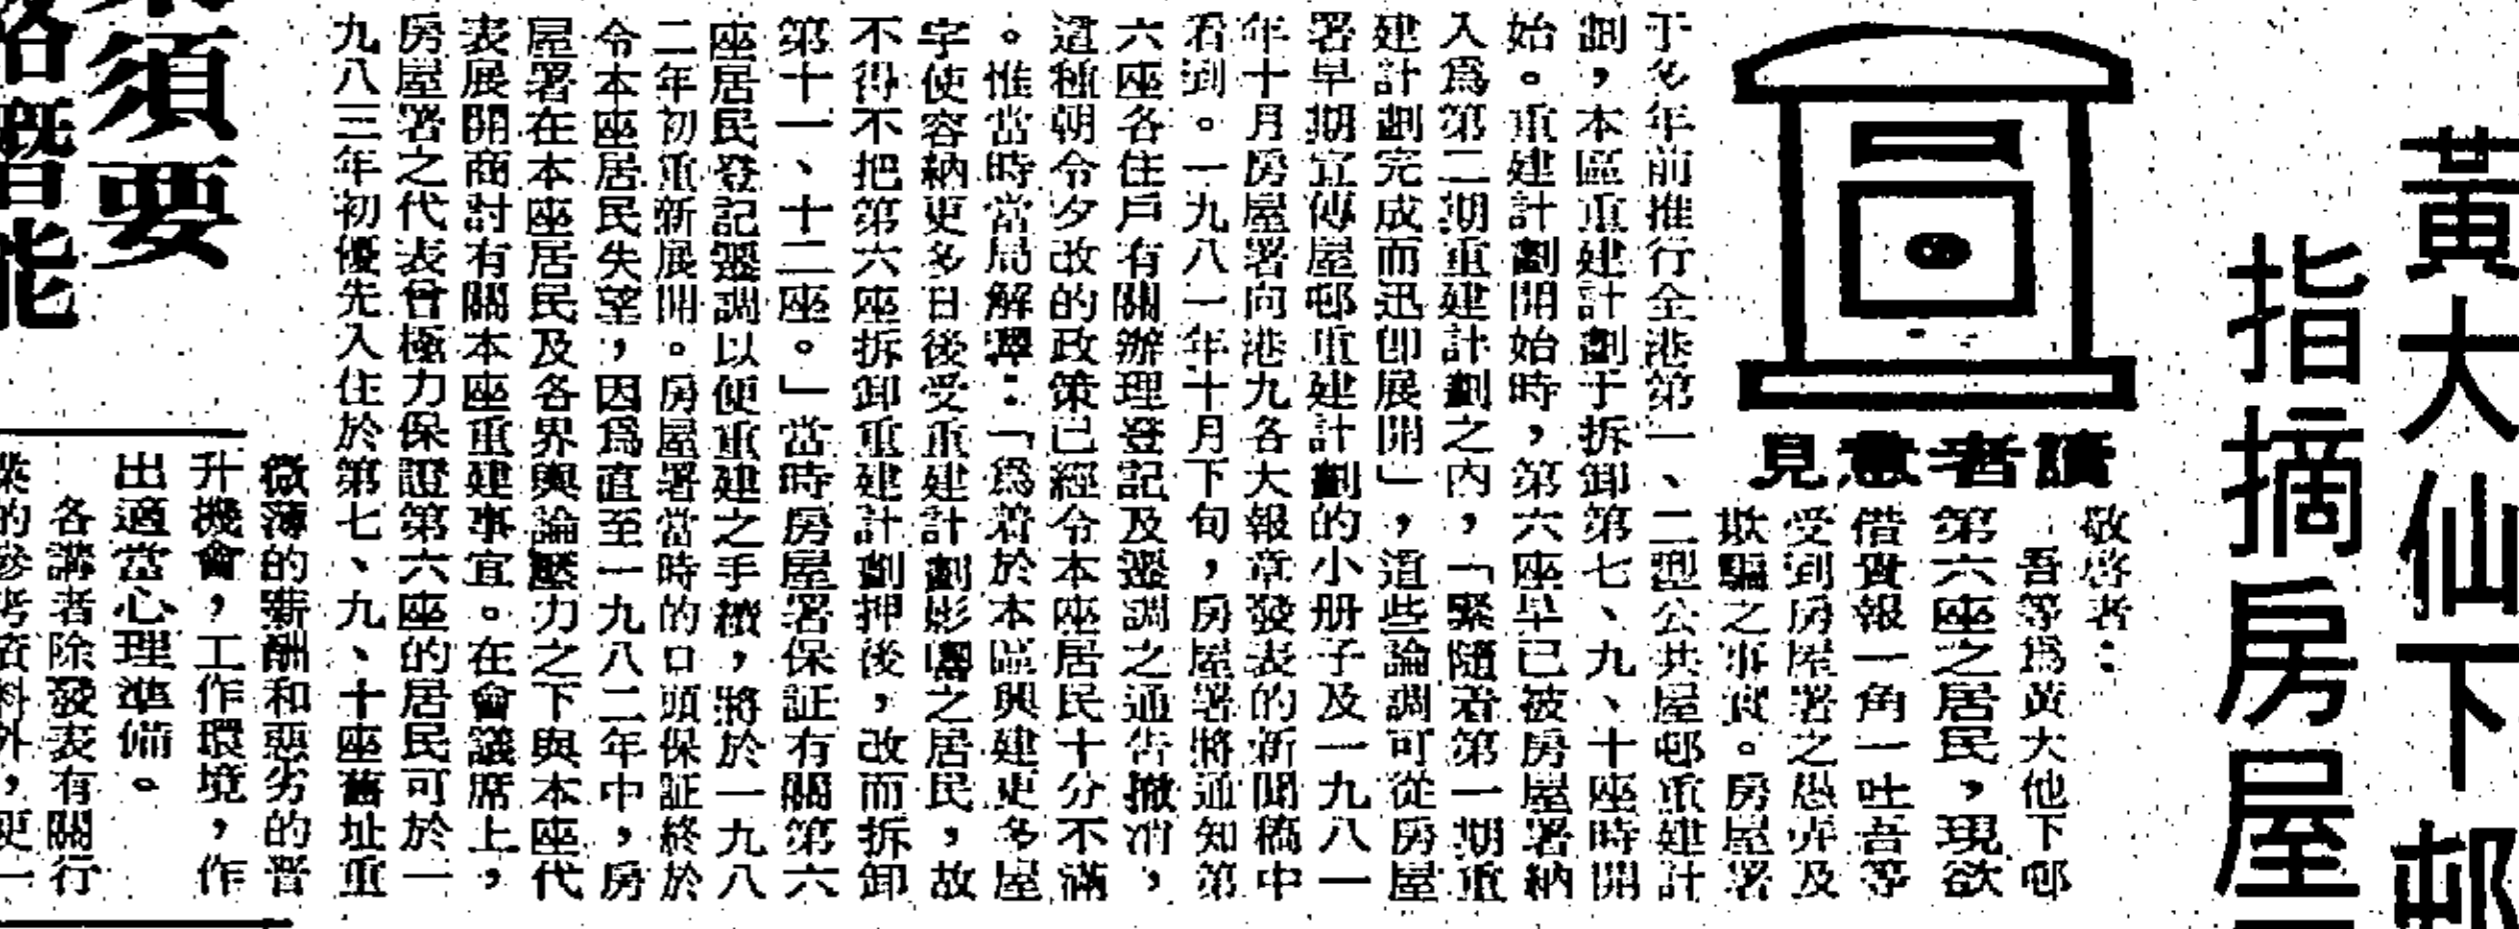 黃大仙下邨
指摘房屋
讀者意見
敬啓者：
吾等爲黃大他下邨
第六座之居民，現欲
借貴報一角一吐吾等
受到房屋署之愚弄及
欺騙之事實。房屋署
于多年前推行全港第一、二型公共屋邨重建計
劃，本區重建計劃于拆卸第七、九、十座時開
始。重建計劃開始時，第六座早已被房屋署納
入爲第二期重建計劃之內，「緊隨着第一期重
建計劃完成而迅卽展開」，這些論調可從房屋
署早期宣傳屋邨重建計劃的小册子及一九八一
年十月房屋署向港九各大報章發表的新聞稿中
看到。一九八一年十月下旬，房屋署將通知第
六座各住戶有關辦理登記及遷調之通告撤消，
這種朝令夕改的政策已經令本座居民十分不滿
。惟當時當局解釋：「爲着於本區興建更多屋
宇使容納更多日後受重建計劃影響之居民，故
不得不把第六座拆卸重建計劃押後，改而拆卸
第十一、十二座。」當時房屋署保証有關第六
座居民登記遷調以便重建之手續，將於一九八
二年初重新展開。房屋署當時的口頭保証終於
令本座居民失望，因爲直至一九八二年中，房
屋署在本座居民及各界輿論壓力之下與本座代
表展開商討有關本座重建事宜。在會議席上，
房屋署之代表曾極力保證第六座的居民可於一
九八三年初優先入住於第七、九、十座舊址重
須要
能
微薄的薪酬和惡劣的晋
升機會，工作環境，作
出適當心理準備。
各講者除發表有關行
業的參考資料外，更一